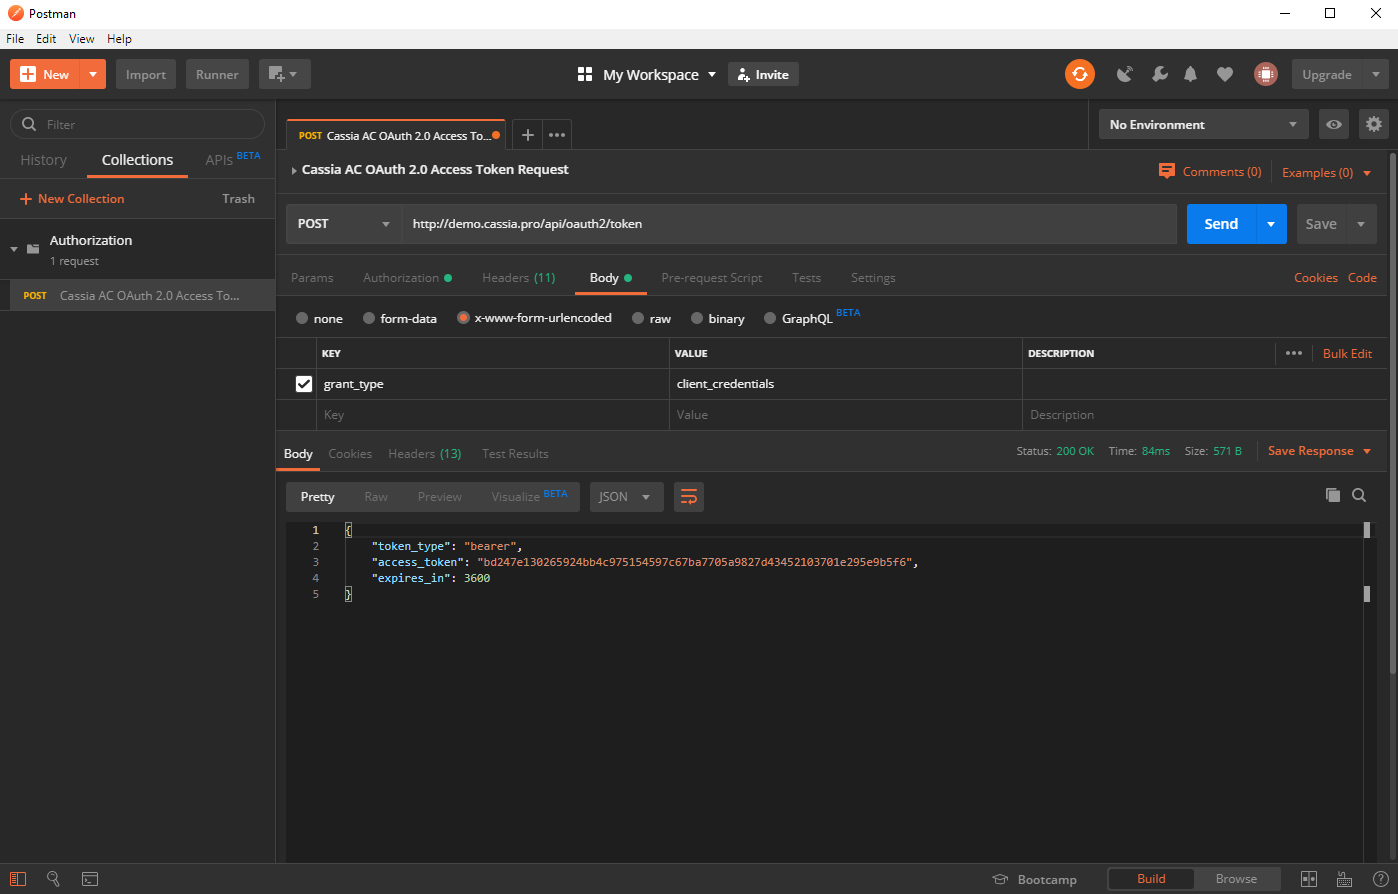 Postman
File Edit View Help
New Import Runner My Workspace Invite Upgrade
Filter
History Collections APIs BETA
New Collection Trash
Authorization
1 request
POST Cassia AC OAuth 2.0 Access To...
POST Cassia AC OAuth 2.0 Access To...
No Environment
Cassia AC OAuth 2.0 Access Token Request
Comments (0) Examples (0)
POST http://demo.cassia.pro/api/oauth2/token Send Save
Params Authorization Headers (11) Body Pre-request Script Tests Settings Cookies Code
none form-data x-www-form-urlencoded raw binary GraphQL BETA
KEY VALUE DESCRIPTION Bulk Edit
grant_type client_credentials
Key Value Description
Body Cookies Headers (13) Test Results Status: 200 OK Time: 84ms Size: 571 B Save Response
Pretty Raw Preview Visualize BETA JSON
1 {
2 "token_type": "bearer",
3 "access_token": "bd247e130265924bb4c975154597c67ba7705a9827d43452103701e295e9b5f6",
4 "expires_in": 3600
5 }
Bootcamp Build Browse